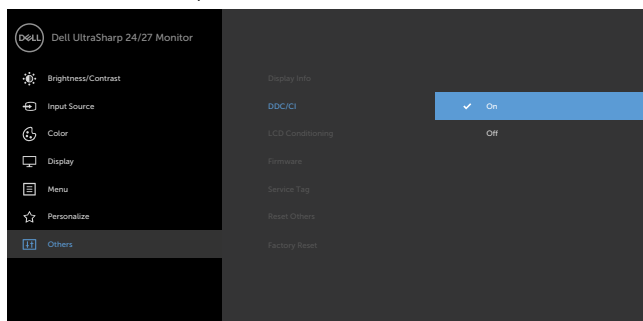 DELL Dell UltraSharp 24/27 Monitor
Brightness/Contrast
Input Source
Color
Display
Menu
Personalize
Others
Display Info
DDC/CI
LCD Conditioning
Firmware
Service Tag
Reset Others
Factory Reset
On
Off